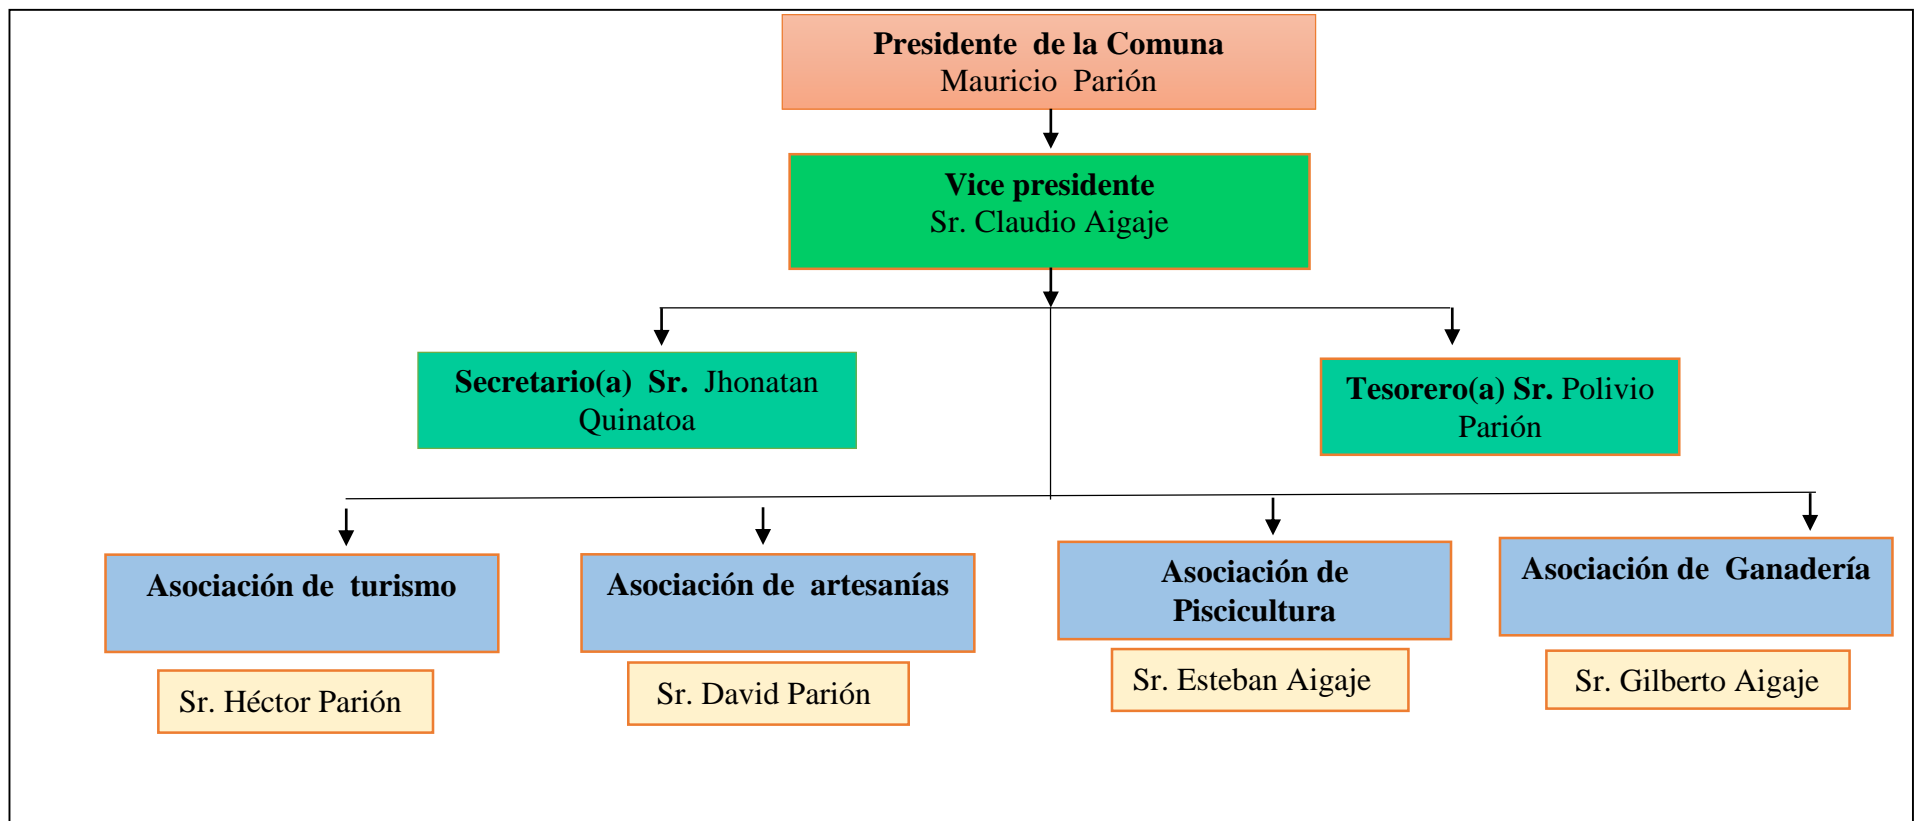 Presidente de la Comuna
Mauricio Parión
Vice presidente
Sr. Claudio Aigaje
Secretario(a) Sr. Jhonatan
Quinatoa
Tesorero(a) Sr. Polivio
Parión
Asociación de turismo
Asociación de artesanías
Asociación de
Piscicultura
Asociación de Ganadería
Sr. Héctor Parión
Sr. David Parión
Sr. Esteban Aigaje
Sr. Gilberto Aigaje